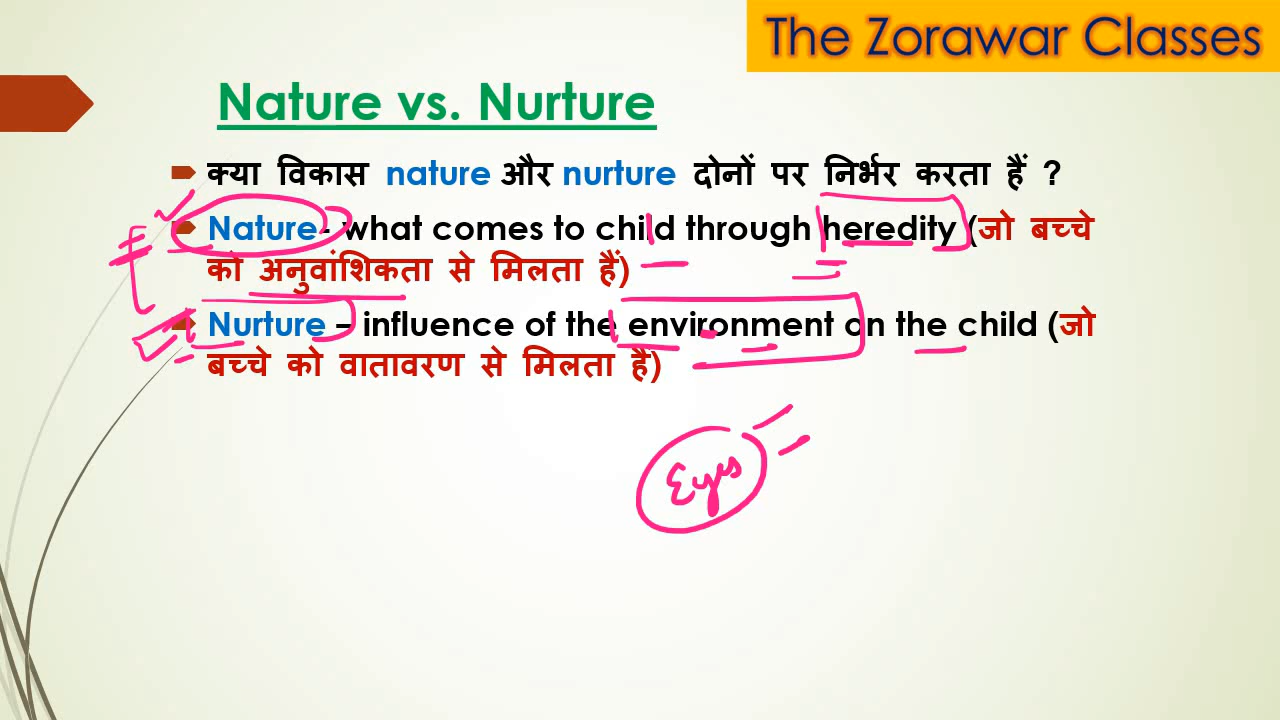 The Zorawar Classes
Nature vs. Nurture
क्या विकास nature और nurture दोनों पर निर्भर करता हैं ?
Nature- what comes to child through heredity (जो बच्चे
को अनुवांशिकता से मिलता हैं)
Nurture – influence of the environment on the child (जो
बच्चे को वातावरण से मिलता हैं)
Eyes